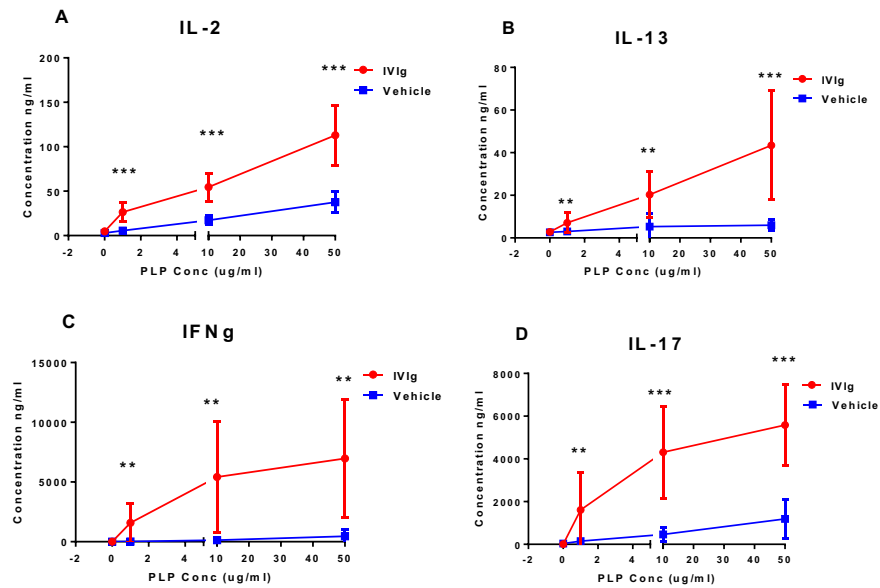 A
IL-2
200
150
100
50
0
Concentration ng/ml
***
***
***
IVIg
Vehicle
-2 0 2 4 10 20 30 40 50
PLP Conc (ug/ml)
B
IL-13
80
60
40
20
0
Concentration ng/ml
**
**
***
IVIg
Vehicle
-2 0 2 4 10 20 30 40 50
PLP Conc (ug/ml)
C
IFNg
15000
10000
5000
0
Concentration ng/ml
**
**
**
IVIg
Vehicle
-2 0 2 4 10 20 30 40 50
PLP Conc (ug/ml)
D
IL-17
8000
6000
4000
2000
0
Concentration ng/ml
**
***
***
IVIg
Vehicle
-2 0 2 4 10 20 30 40 50
PLP Conc (ug/ml)